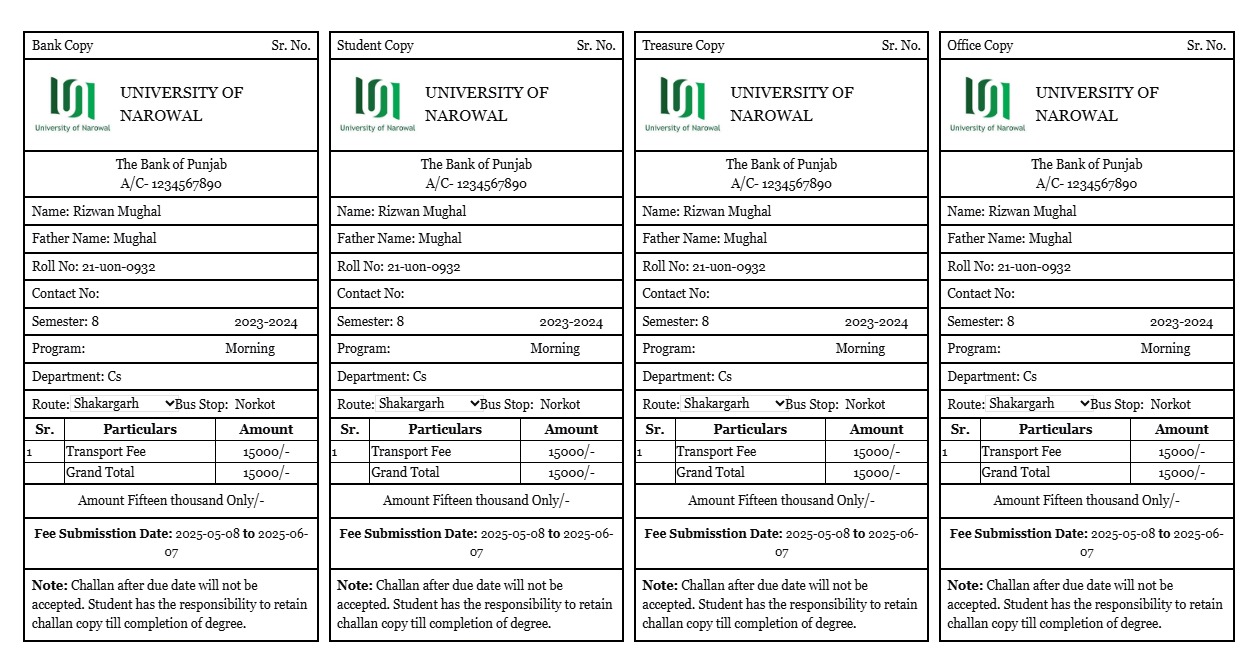 Bank Copy Sr. No.
University of Narowal
UNIVERSITY OF
NAROWAL
The Bank of Punjab
A/C- 1234567890
Name: Rizwan Mughal
Father Name: Mughal
Roll No: 21-uon-0932
Contact No:
Semester: 8 2023-2024
Program: Morning
Department: Cs
Route: Shakargarh Bus Stop: Norkot
Sr. Particulars Amount
1 Transport Fee 15000/-
Grand Total 15000/-
Amount Fifteen thousand Only/-
Fee Submisstion Date: 2025-05-08 to 2025-06-
07
Note: Challan after due date will not be
accepted. Student has the responsibility to retain
challan copy till completion of degree.
Student Copy Sr. No.
University of Narowal
UNIVERSITY OF
NAROWAL
The Bank of Punjab
A/C- 1234567890
Name: Rizwan Mughal
Father Name: Mughal
Roll No: 21-uon-0932
Contact No:
Semester: 8 2023-2024
Program: Morning
Department: Cs
Route: Shakargarh Bus Stop: Norkot
Sr. Particulars Amount
1 Transport Fee 15000/-
Grand Total 15000/-
Amount Fifteen thousand Only/-
Fee Submisstion Date: 2025-05-08 to 2025-06-
07
Note: Challan after due date will not be
accepted. Student has the responsibility to retain
challan copy till completion of degree.
Treasure Copy Sr. No.
University of Narowal
UNIVERSITY OF
NAROWAL
The Bank of Punjab
A/C- 1234567890
Name: Rizwan Mughal
Father Name: Mughal
Roll No: 21-uon-0932
Contact No:
Semester: 8 2023-2024
Program: Morning
Department: Cs
Route: Shakargarh Bus Stop: Norkot
Sr. Particulars Amount
1 Transport Fee 15000/-
Grand Total 15000/-
Amount Fifteen thousand Only/-
Fee Submisstion Date: 2025-05-08 to 2025-06-
07
Note: Challan after due date will not be
accepted. Student has the responsibility to retain
challan copy till completion of degree.
Office Copy Sr. No.
University of Narowal
UNIVERSITY OF
NAROWAL
The Bank of Punjab
A/C- 1234567890
Name: Rizwan Mughal
Father Name: Mughal
Roll No: 21-uon-0932
Contact No:
Semester: 8 2023-2024
Program: Morning
Department: Cs
Route: Shakargarh Bus Stop: Norkot
Sr. Particulars Amount
1 Transport Fee 15000/-
Grand Total 15000/-
Amount Fifteen thousand Only/-
Fee Submisstion Date: 2025-05-08 to 2025-06-
07
Note: Challan after due date will not be
accepted. Student has the responsibility to retain
challan copy till completion of degree.